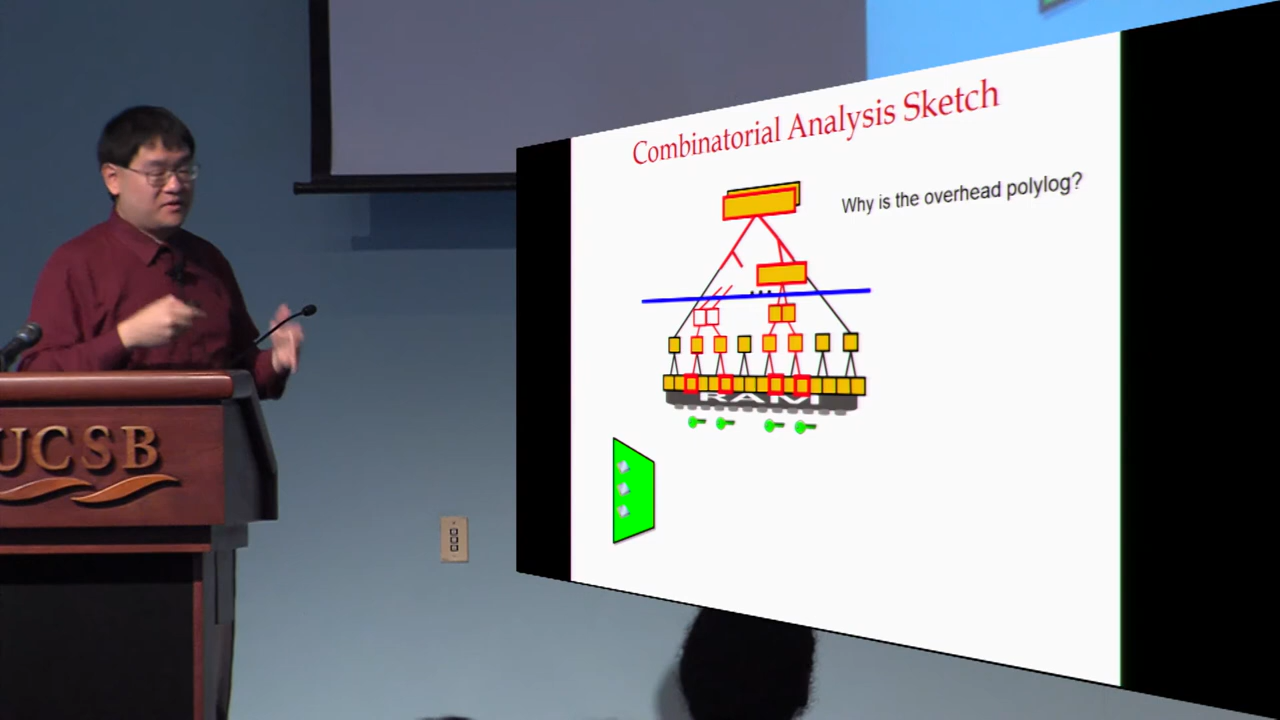 Combinatorial Analysis Sketch
Why is the overhead polylog?
...
RAM
UCSB